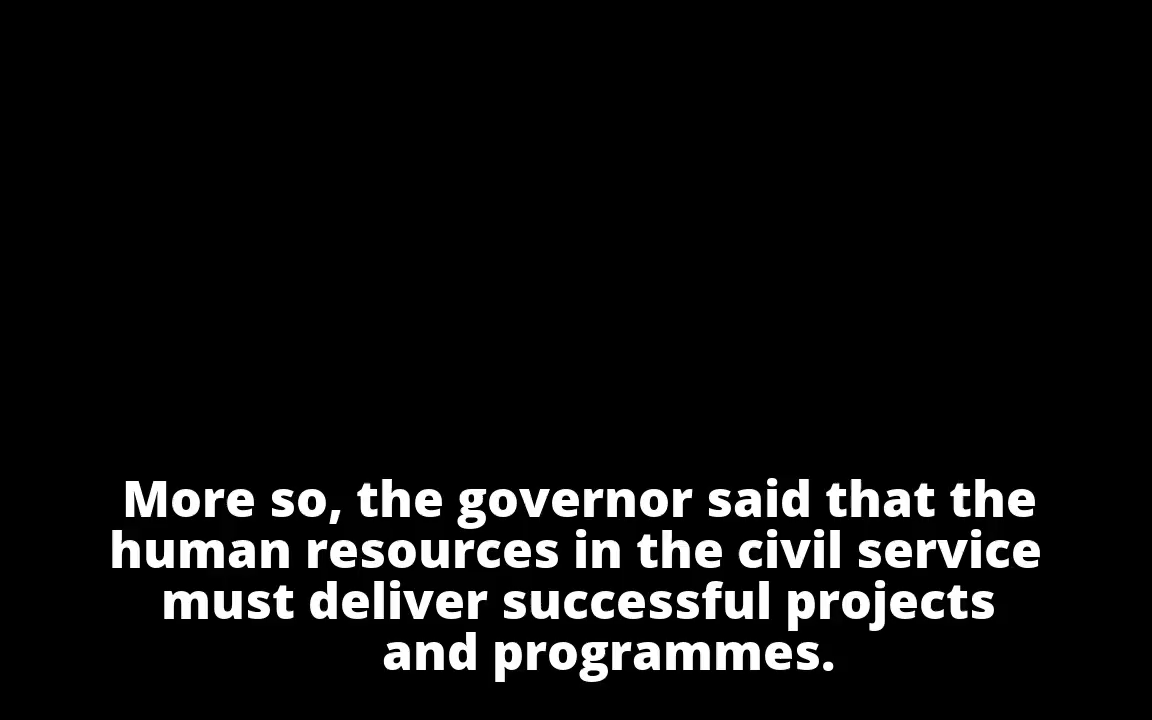 More so, the governor said that the
human resources in the civil service
must deliver successful projects
and programmes.